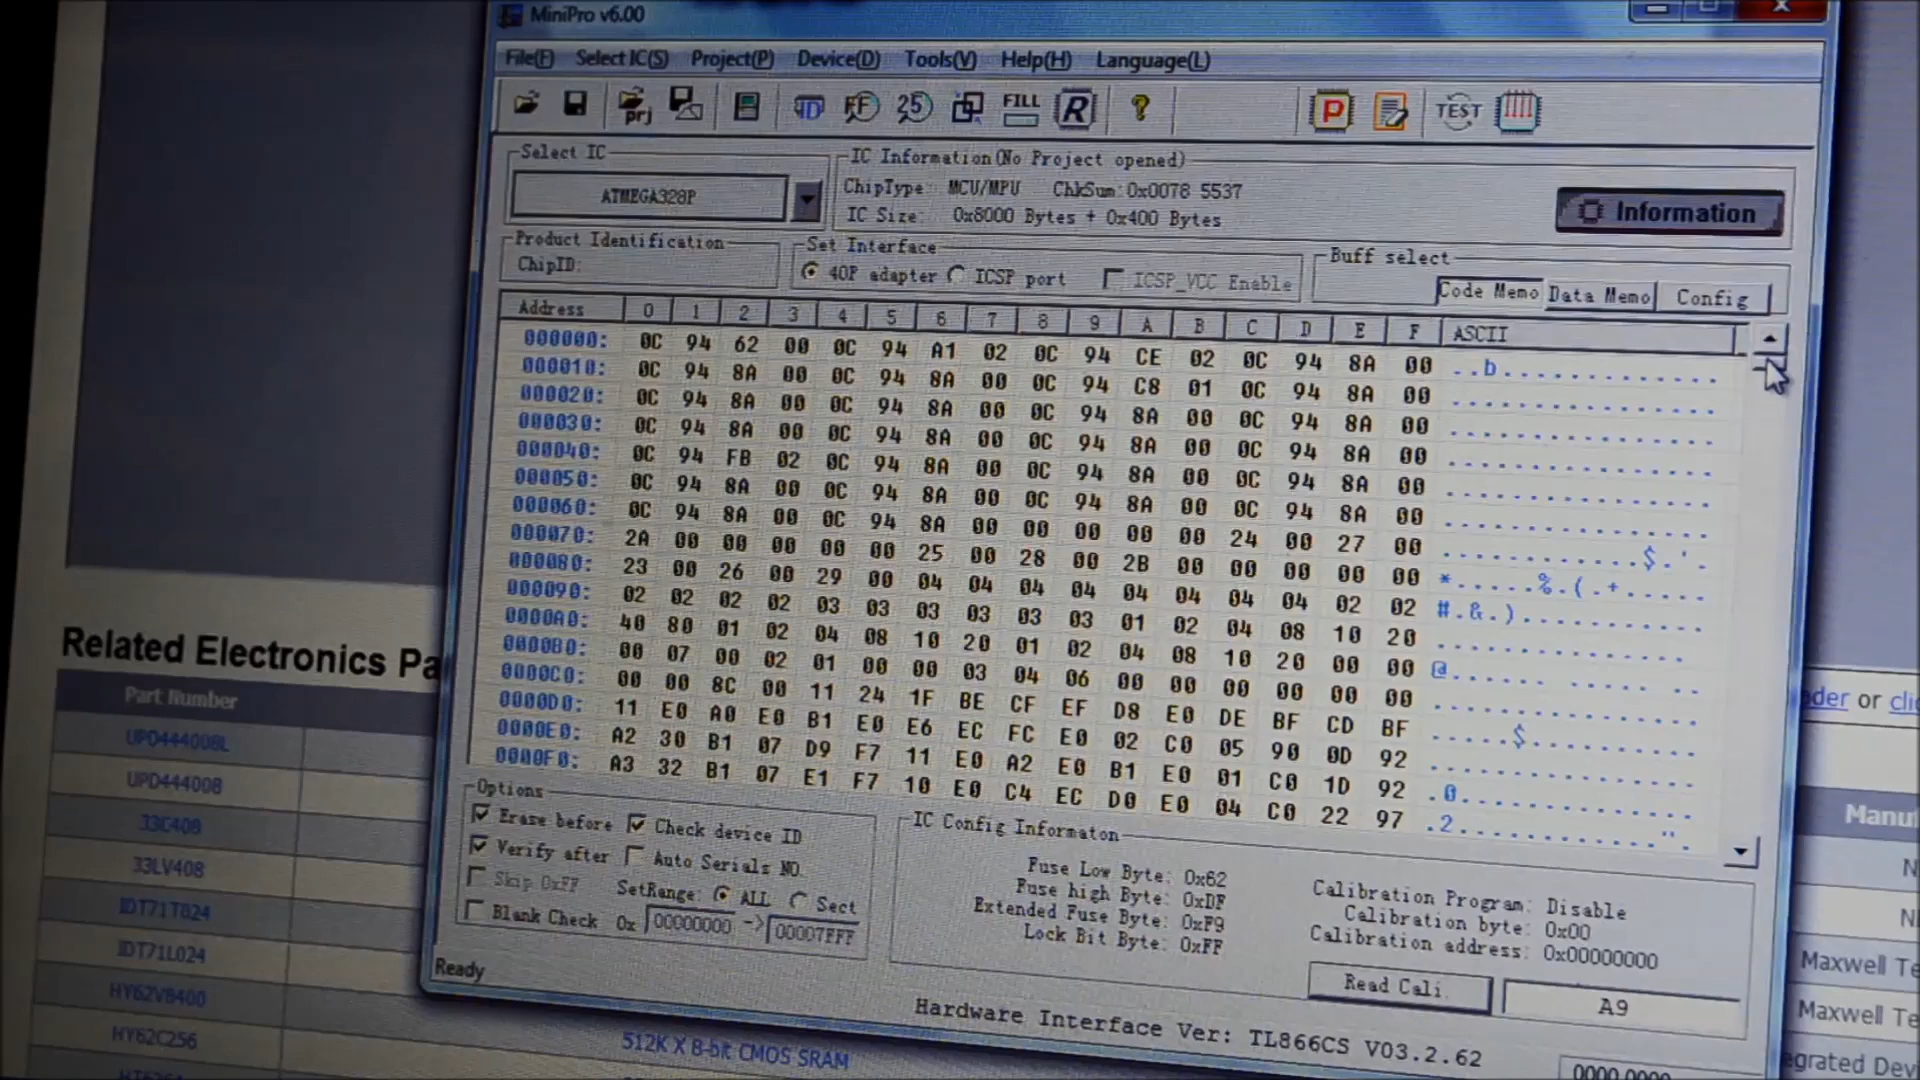 MiniPro v6.00
File(F) Select IC(S) Project(P) Device(D) Tools(V) Help(H) Language(L)
prj FF 25 FILL R ? P TEST
Select IC
ATMEGA328P
IC Information(No Project opened)
ChipType: MCU/MPU ChkSum:0x0078 5537
IC Size: 0x8000 Bytes + 0x400 Bytes
Information
Product Identification
ChipID:
Set Interface
40P adapter ICSP port ICSP_VCC Enable
Buff select
Code Memo Data Memo Config
Address 0 1 2 3 4 5 6 7 8 9 A B C D E F ASCII
000000: 0C 94 62 00 0C 94 A1 02 0C 94 CE 02 0C 94 8A 00 ..b.............
000010: 0C 94 8A 00 0C 94 8A 00 0C 94 C8 01 0C 94 8A 00 ................
000020: 0C 94 8A 00 0C 94 8A 00 0C 94 8A 00 0C 94 8A 00 ................
000030: 0C 94 8A 00 0C 94 8A 00 0C 94 8A 00 0C 94 8A 00 ................
000040: 0C 94 FB 02 0C 94 8A 00 0C 94 8A 00 0C 94 8A 00 ................
000050: 0C 94 8A 00 0C 94 8A 00 0C 94 8A 00 0C 94 8A 00 ................
000060: 0C 94 8A 00 0C 94 8A 00 00 00 00 00 24 00 27 00 ............$.'.
000070: 2A 00 00 00 00 00 25 00 28 00 2B 00 00 00 00 00 *.....%.(.+.....
000080: 23 00 26 00 29 00 04 04 04 04 04 04 04 04 02 02 #.&.)...........
000090: 02 02 02 02 03 03 03 03 03 03 01 02 04 08 10 20 ...............
0000A0: 40 80 01 02 04 08 10 20 01 02 04 08 10 20 00 00 @...... ..... ..
0000B0: 00 07 00 02 01 00 00 03 04 06 00 00 00 00 00 00 ................
0000C0: 00 00 8C 00 11 24 1F BE CF EF D8 E0 DE BF CD BF .....$..........
0000D0: 11 E0 A0 E0 B1 E0 E6 EC FC E0 02 C0 05 90 0D 92 ................
0000E0: A2 30 B1 07 D9 F7 11 E0 A2 E0 B1 E0 01 C0 1D 92 .0..............
0000F0: A3 32 B1 07 E1 F7 10 E0 C4 EC D0 E0 04 C0 22 97 .2............".
Options
Erase before Check device ID
Verify after Auto Serials NO.
Skip 0xFF SetRange: ALL Sect
Blank Check 0x 00000000 -> 00007FFF
IC Config Informaton
Fuse Low Byte: 0x62
Fuse high Byte: 0xDF
Extended Fuse Byte: 0xF9
Lock Bit Byte: 0xFF
Calibration Program: Disable
Calibration byte: 0x00
Calibration address: 0x00000000
Read Cali. A9
Ready
Hardware Interface Ver: TL866CS V03.2.62
0000 0000
Related Electronics Pa
Part Number
UPD444008L
UPD444008
33C408
33LV408
IDT71T024
IDT71L024
HY62V8400
HY62C256
512K X 8-bit CMOS SRAM
or
Manu
Maxwell Te
Maxwell Te
egrated Dev